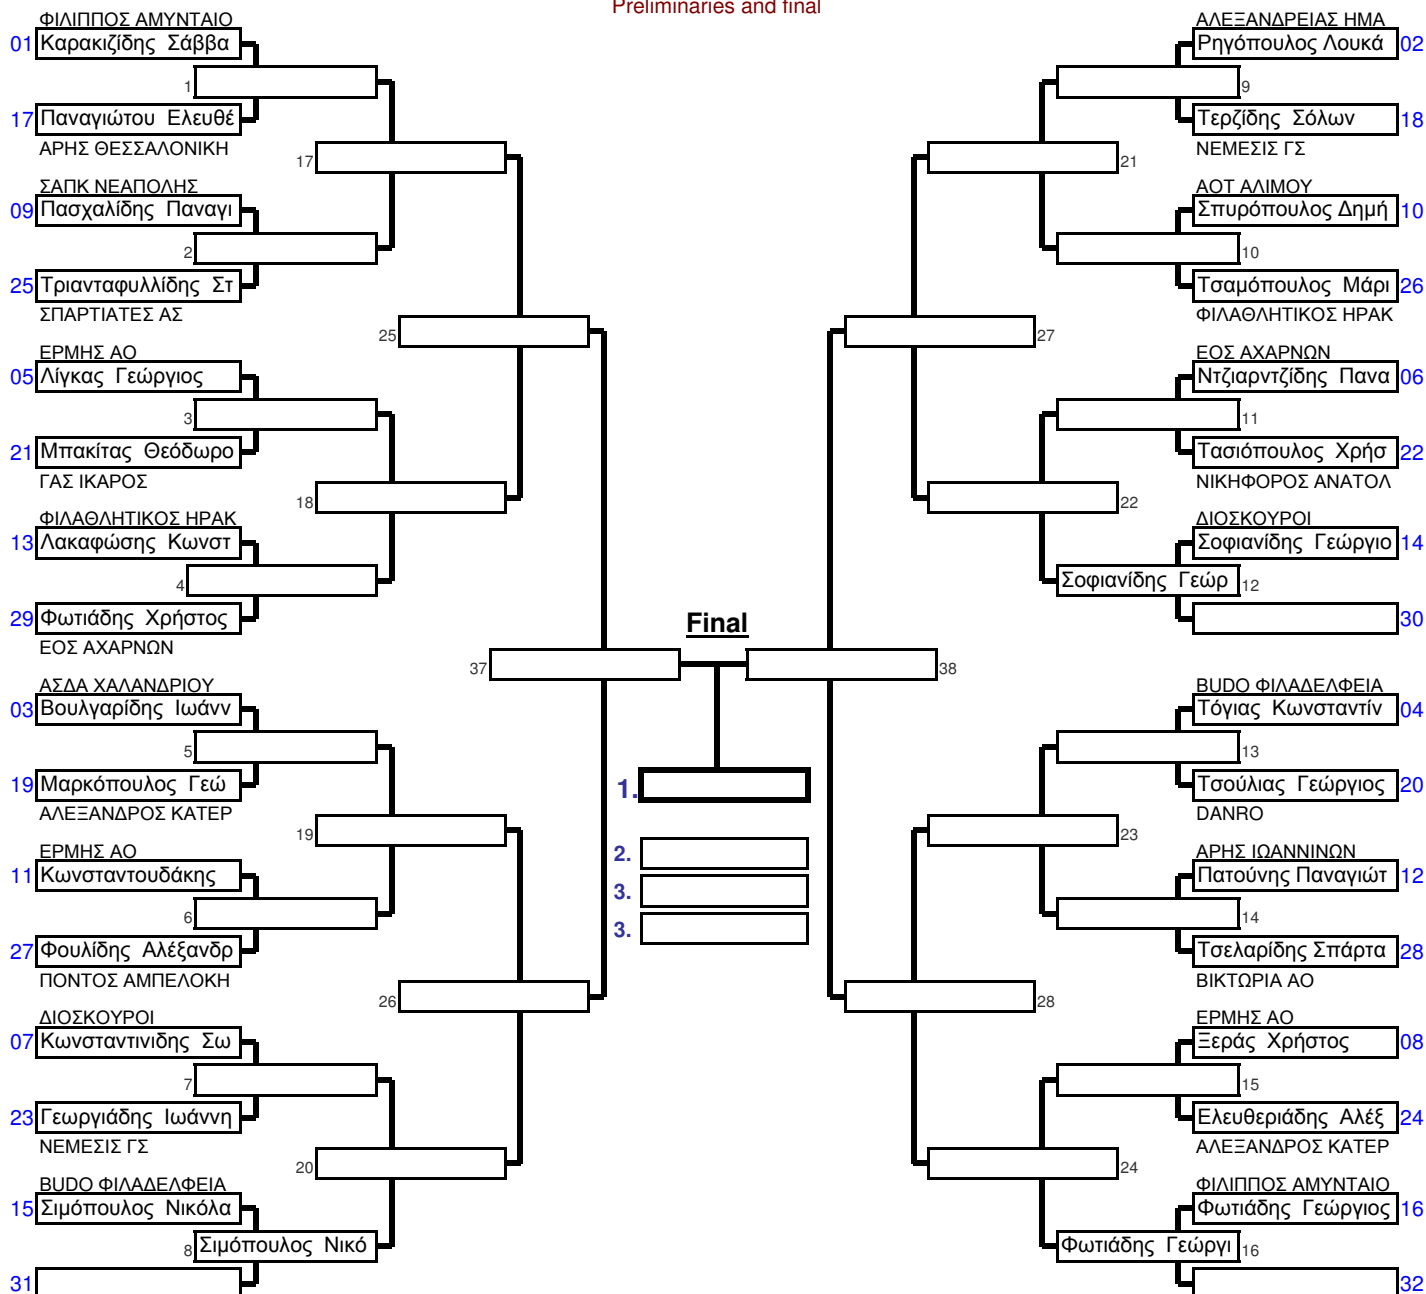 Preliminaries and final
ΦΙΛΙΠΠΟΣ ΑΜΥΝΤΑΙΟ
01 Καρακιζίδης Σάββα
1
17 Παναγιώτου Ελευθέ
ΑΡΗΣ ΘΕΣΣΑΛΟΝΙΚΗ
17
ΣΑΠΚ ΝΕΑΠΟΛΗΣ
09 Πασχαλίδης Παναγι
2
25 Τριανταφυλλίδης Στ
ΣΠΑΡΤΙΑΤΕΣ ΑΣ
25
ΕΡΜΗΣ ΑΟ
05 Λίγκας Γεώργιος
3
21 Μπακίτας Θεόδωρο
ΓΑΣ ΙΚΑΡΟΣ
18
ΦΙΛΑΘΛΗΤΙΚΟΣ ΗΡΑΚ
13 Λακαφώσης Κωνστ
4
29 Φωτιάδης Χρήστος
ΕΟΣ ΑΧΑΡΝΩΝ
37
ΑΣΔΑ ΧΑΛΑΝΔΡΙΟΥ
03 Βουλγαρίδης Ιωάνν
5
19 Μαρκόπουλος Γεώ
ΑΛΕΞΑΝΔΡΟΣ ΚΑΤΕΡ
19
ΕΡΜΗΣ ΑΟ
11 Κωνσταντουδάκης
6
27 Φουλίδης Αλέξανδρ
ΠΟΝΤΟΣ ΑΜΠΕΛΟΚΗ
26
ΔΙΟΣΚΟΥΡΟΙ
07 Κωνσταντινιδης Σω
7
23 Γεωργιάδης Ιωάννη
ΝΕΜΕΣΙΣ ΓΣ
20
BUDO ΦΙΛΑΔΕΛΦΕΙΑ
15 Σιμόπουλος Νικόλα
8 Σιμόπουλος Νικό
31
Final
1.
2.
3.
3.
ΑΛΕΞΑΝΔΡΕΙΑΣ ΗΜΑ
Ρηγόπουλος Λουκά 02
9
Τερζίδης Σόλων 18
ΝΕΜΕΣΙΣ ΓΣ
21
ΑΟΤ ΑΛΙΜΟΥ
Σπυρόπουλος Δημή 10
10
Τσαμόπουλος Μάρι 26
ΦΙΛΑΘΛΗΤΙΚΟΣ ΗΡΑΚ
27
ΕΟΣ ΑΧΑΡΝΩΝ
Ντζιαρντζίδης Πανα 06
11
Τασιόπουλος Χρήσ 22
ΝΙΚΗΦΟΡΟΣ ΑΝΑΤΟΛ
22
ΔΙΟΣΚΟΥΡΟΙ
Σοφιανίδης Γεώργιο 14
Σοφιανίδης Γεώρ 12
30
38
BUDO ΦΙΛΑΔΕΛΦΕΙΑ
Τόγιας Κωνσταντίν 04
13
Τσούλιας Γεώργιος 20
DANRO
23
ΑΡΗΣ ΙΩΑΝΝΙΝΩΝ
Πατούνης Παναγιώτ 12
14
Τσελαρίδης Σπάρτα 28
ΒΙΚΤΩΡΙΑ ΑΟ
28
ΕΡΜΗΣ ΑΟ
Ξεράς Χρήστος 08
15
Ελευθεριάδης Αλέξ 24
ΑΛΕΞΑΝΔΡΟΣ ΚΑΤΕΡ
24
ΦΙΛΙΠΠΟΣ ΑΜΥΝΤΑΙΟ
Φωτιάδης Γεώργιος 16
Φωτιάδης Γεώργι 16
32